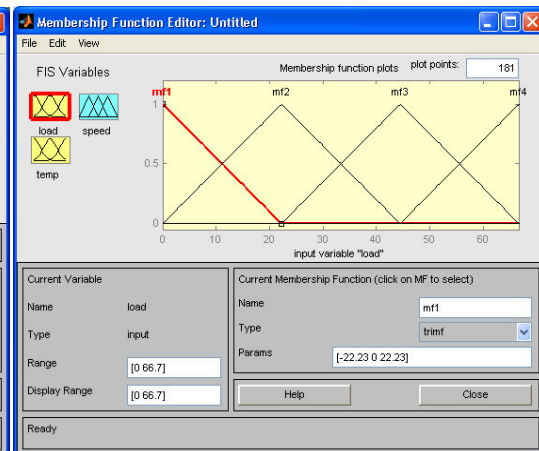 Membership Function Editor: Untitled
File Edit View
FIS Variables
load speed
temp
Membership function plots plot points: 181
mf1 mf2 mf3 mf4
1
0.5
0
0 10 20 30 40 50 60
input variable "load"
Current Variable
Name load
Type input
Range [0 66.7]
Display Range [0 66.7]
Current Membership Function (click on MF to select)
Name mf1
Type trimf
Params [-22.23 0 22.23]
Help Close
Ready